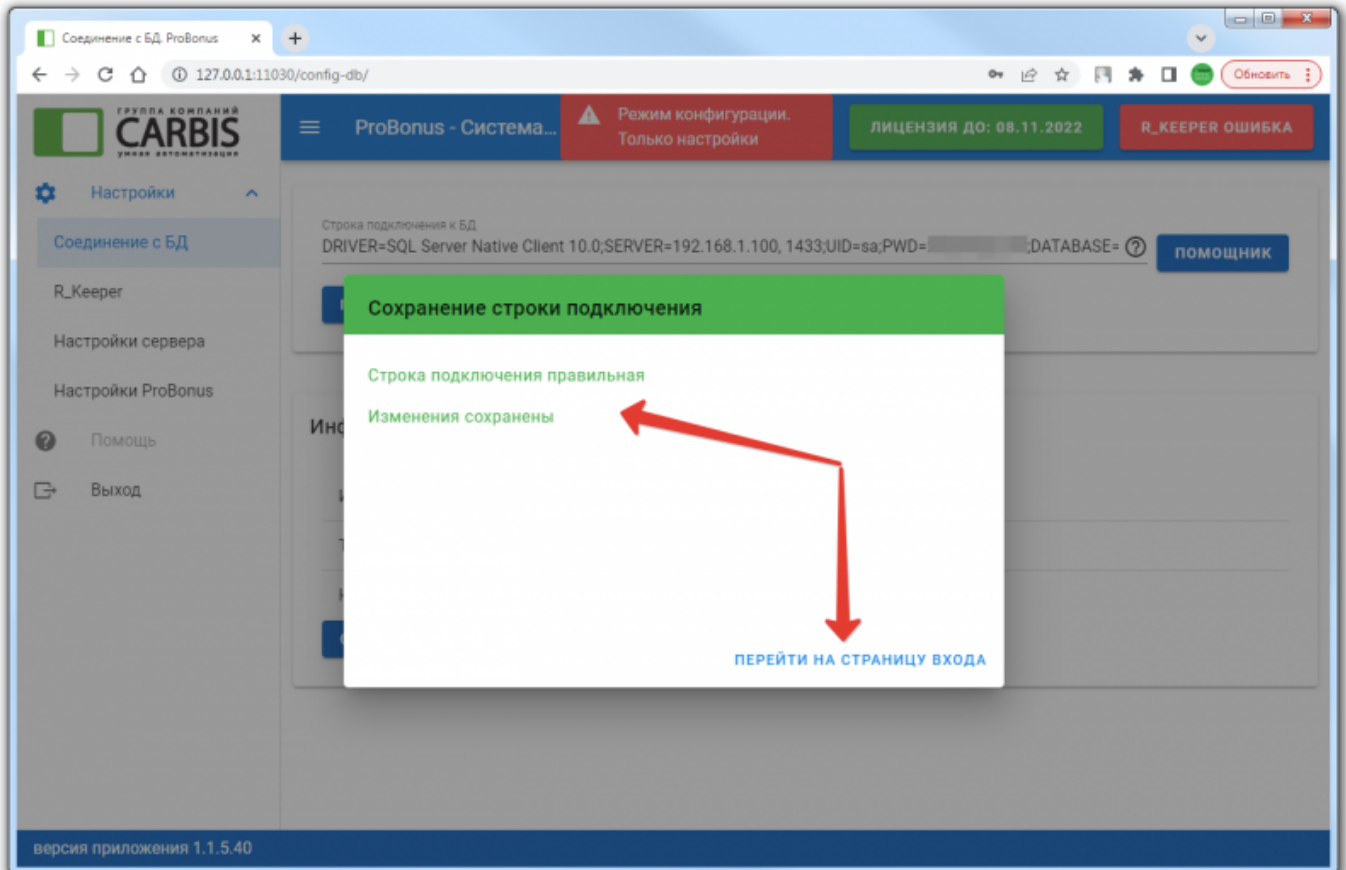 Соединение с БД. ProBonus
127.0.0.1:11030/config-db/
Обновить
ГРУППА КОМПАНИЙ
CARBIS
умная автоматизация
ProBonus - Система...
Режим конфигурации.
Только настройки
ЛИЦЕНЗИЯ ДО: 08.11.2022
R_KEEPER ОШИБКА
Настройки
Соединение с БД
R_Keeper
Настройки сервера
Настройки ProBonus
Помощь
Выход
Строка подключения к БД
DRIVER=SQL Server Native Client 10.0;SERVER=192.168.1.100, 1433;UID=sa;PWD= ;DATABASE=
ПОМОЩНИК
Сохранение строки подключения
Строка подключения правильная
Изменения сохранены
ПЕРЕЙТИ НА СТРАНИЦУ ВХОДА
версия приложения 1.1.5.40